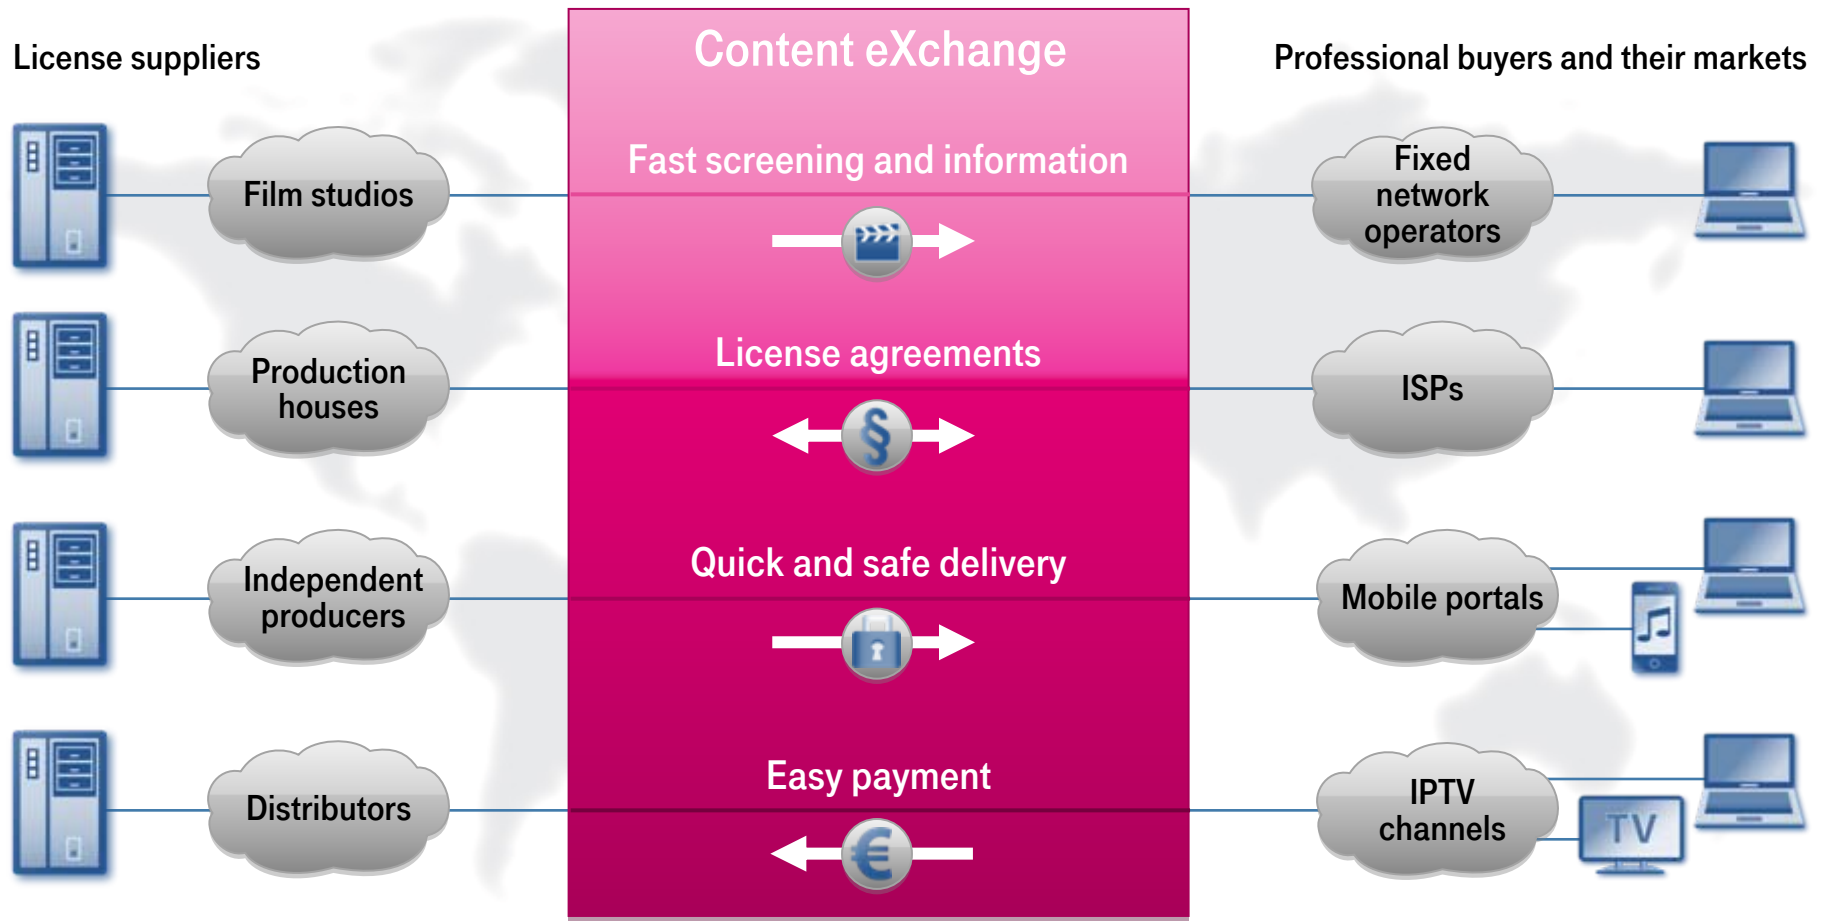 License suppliers
Content eXchange
Professional buyers and their markets
Film studios
Fast screening and information
Fixed
network
operators
Production
houses
License agreements
§
ISPs
Independent
producers
Quick and safe delivery
Mobile portals
Distributors
Easy payment
€
IPTV
channels
TV